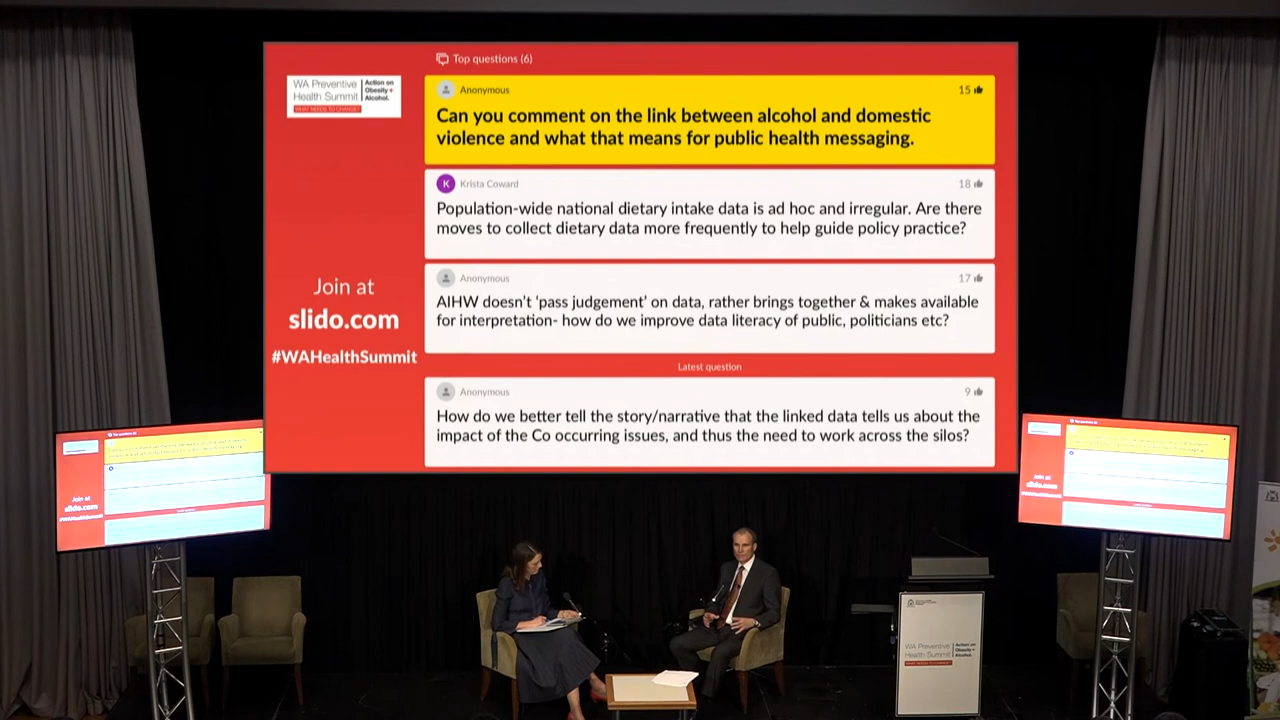 Top questions (6)
WA Preventive
Health Summit
WHAT NEEDS TO CHANGE?
Action on
Obesity +
Alcohol.
Anonymous
15
Can you comment on the link between alcohol and domestic
violence and what that means for public health messaging.
K
Krista Coward
18
Population-wide national dietary intake data is ad hoc and irregular. Are there
moves to collect dietary data more frequently to help guide policy practice?
Anonymous
17
AIHW doesn't 'pass judgement' on data, rather brings together & makes available
for interpretation- how do we improve data literacy of public, politicians etc?
Join at
slido.com
#WAHealthSummit
Latest question
Anonymous
9
How do we better tell the story/narrative that the linked data tells us about the
impact of the Co occurring issues, and thus the need to work across the silos?
Join at
slido.com
#WAHealthSummit
Join at
slido.com
#WAHealthSummit
WA Preventive
Health Summit
WHAT NEEDS TO CHANGE?
Action on
Obesity +
Alcohol.